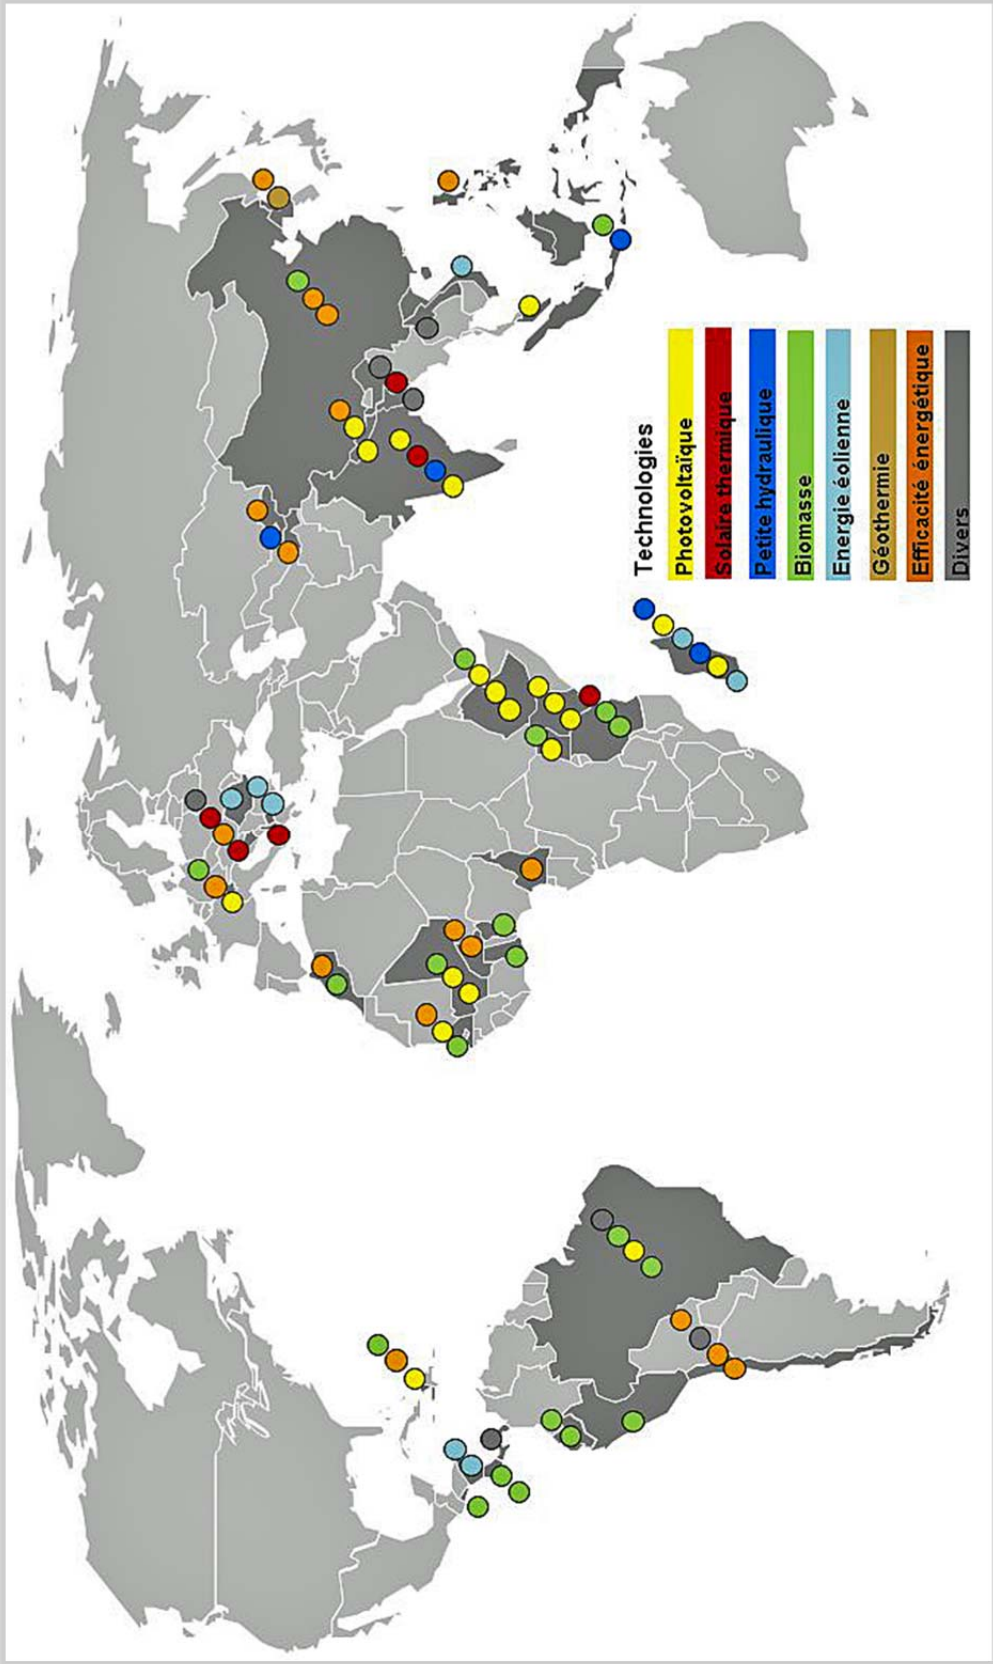 Technologies
Photovoltaïque
Solaire thermique
Petite hydraulique
Biomasse
Energie éolienne
Géothermie
Efficacité énergétique
Divers